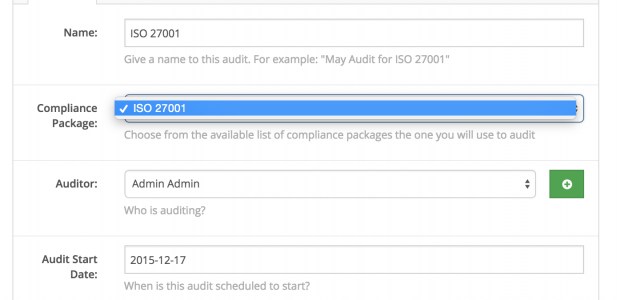 Name:
ISO 27001
Give a name to this audit. For example: "May Audit for ISO 27001"
Compliance
Package:
✓ ISO 27001
Choose from the available list of compliance packages the one you will use to audit
Auditor:
Admin Admin
Who is auditing?
Audit Start
Date:
2015-12-17
When is this audit scheduled to start?